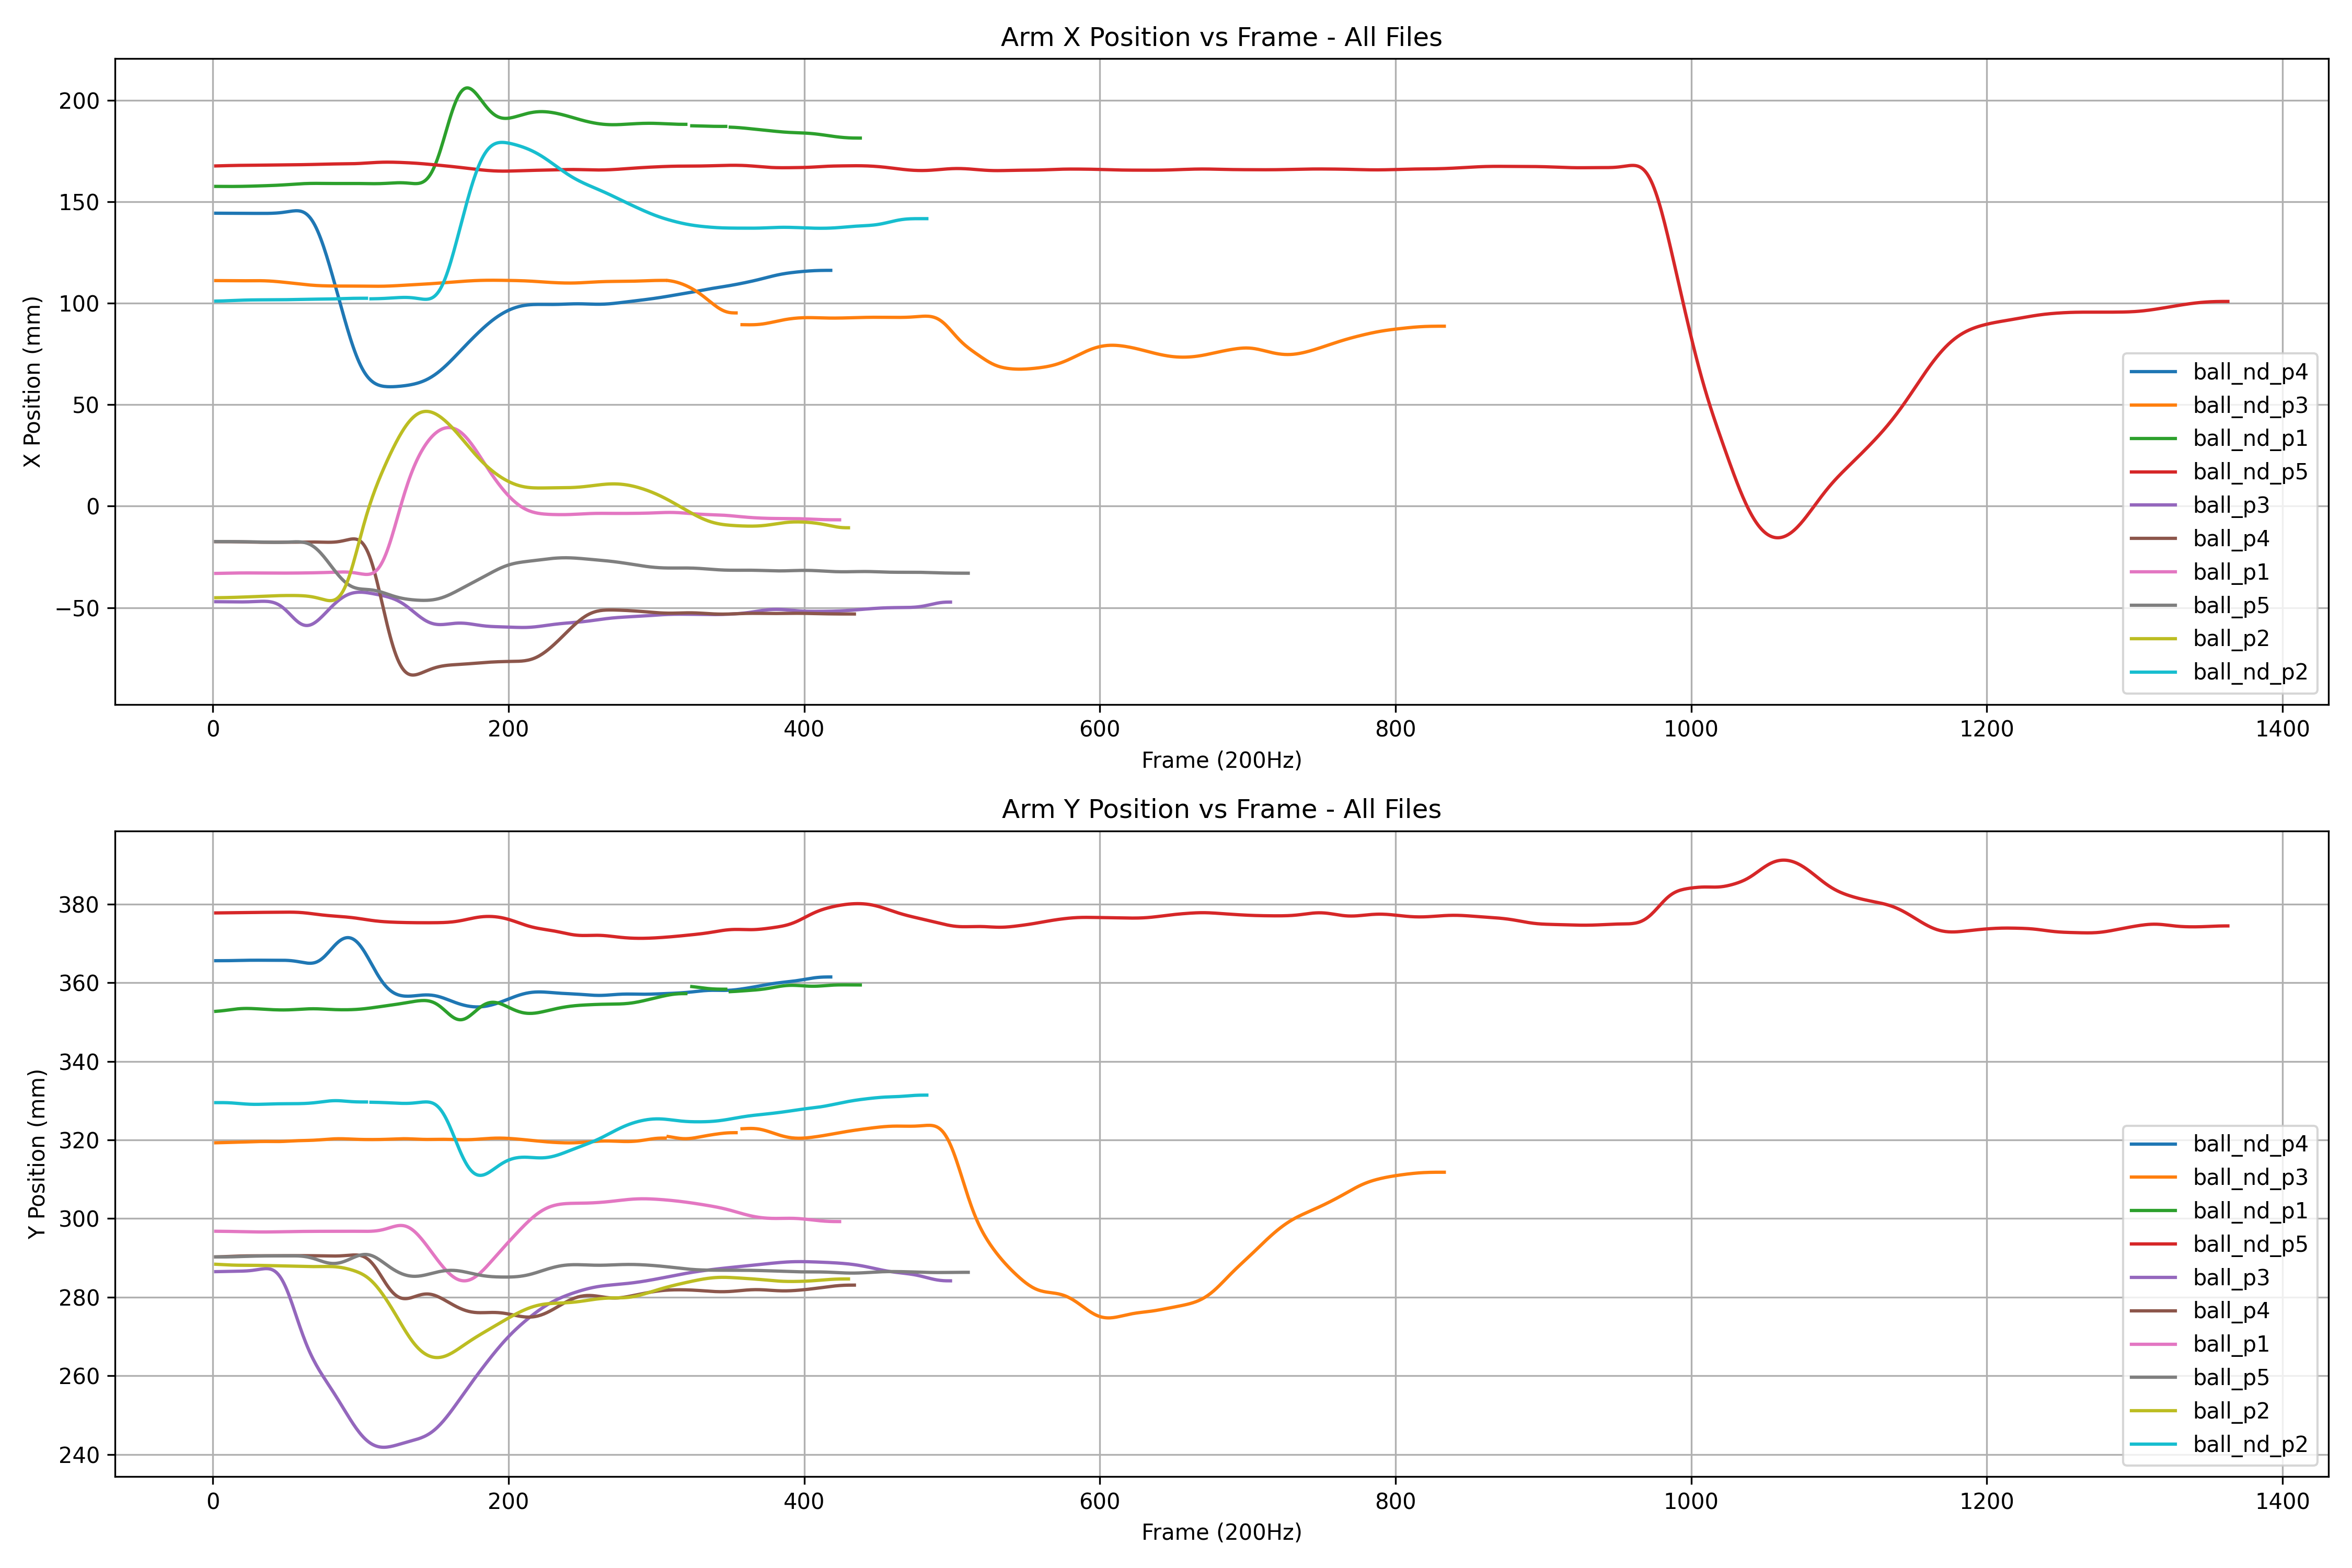 Arm X Position vs Frame - All Files
X Position (mm)
200
150
100
50
0
−50
0 200 400 600 800 1000 1200 1400
Frame (200Hz)
ball_nd_p4
ball_nd_p3
ball_nd_p1
ball_nd_p5
ball_p3
ball_p4
ball_p1
ball_p5
ball_p2
ball_nd_p2
Arm Y Position vs Frame - All Files
Y Position (mm)
380
360
340
320
300
280
260
240
0 200 400 600 800 1000 1200 1400
Frame (200Hz)
ball_nd_p4
ball_nd_p3
ball_nd_p1
ball_nd_p5
ball_p3
ball_p4
ball_p1
ball_p5
ball_p2
ball_nd_p2